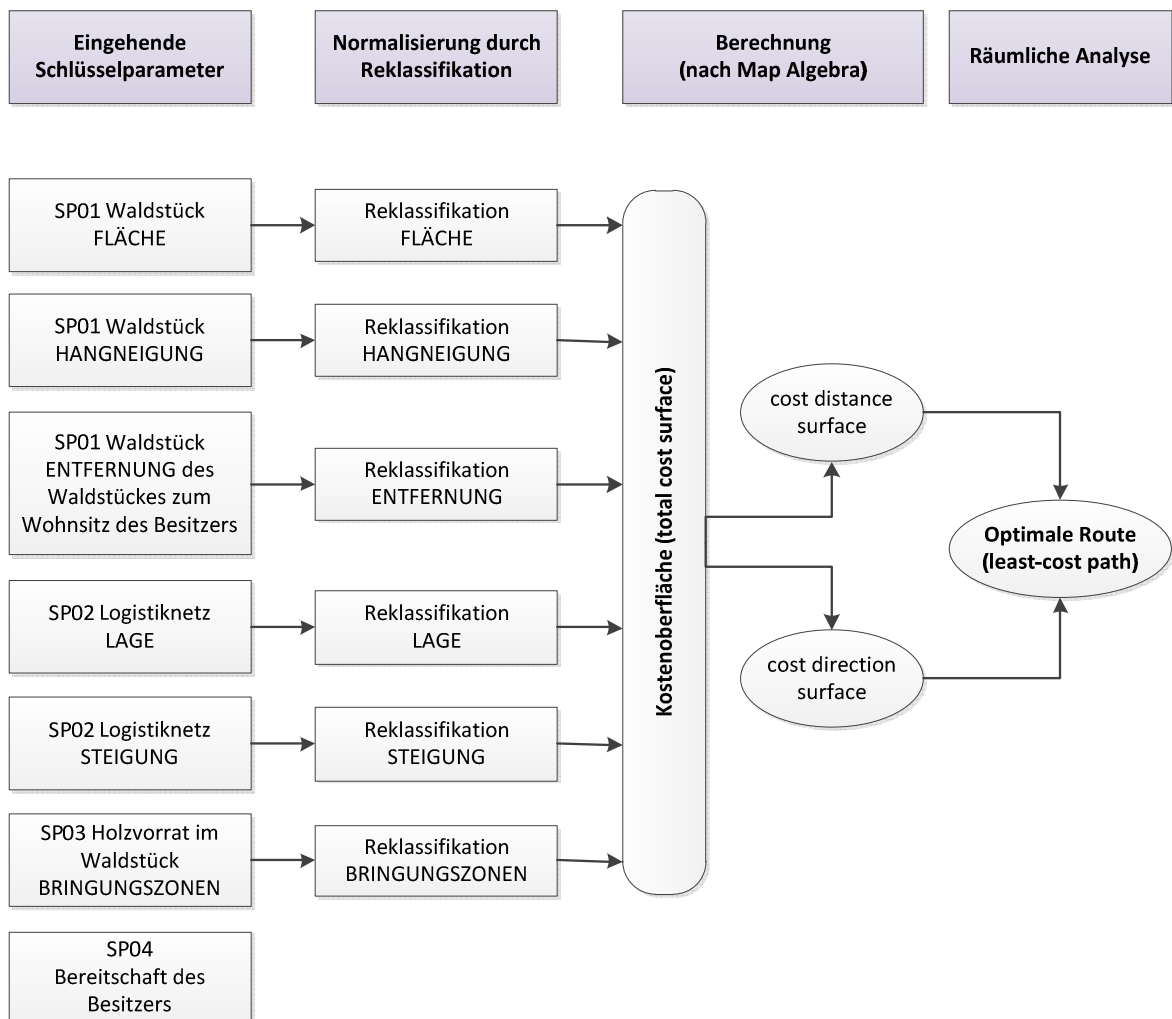 Eingehende
Schlüsselparameter
Normalisierung durch
Reklassifikation
Berechnung
(nach Map Algebra)
Räumliche Analyse
SP01 Waldstück
FLÄCHE
Reklassifikation
FLÄCHE
SP01 Waldstück
HANGNEIGUNG
Reklassifikation
HANGNEIGUNG
SP01 Waldstück
ENTFERNUNG des
Waldstückes zum
Wohnsitz des Besitzers
Reklassifikation
ENTFERNUNG
SP02 Logistiknetz
LAGE
Reklassifikation
LAGE
SP02 Logistiknetz
STEIGUNG
Reklassifikation
STEIGUNG
SP03 Holzvorrat im
Waldstück
BRINGUNGSZONEN
Reklassifikation
BRINGUNGSZONEN
SP04
Bereitschaft des
Besitzers
Kostenoberfläche (total cost surface)
cost distance
surface
cost direction
surface
Optimale Route
(least-cost path)